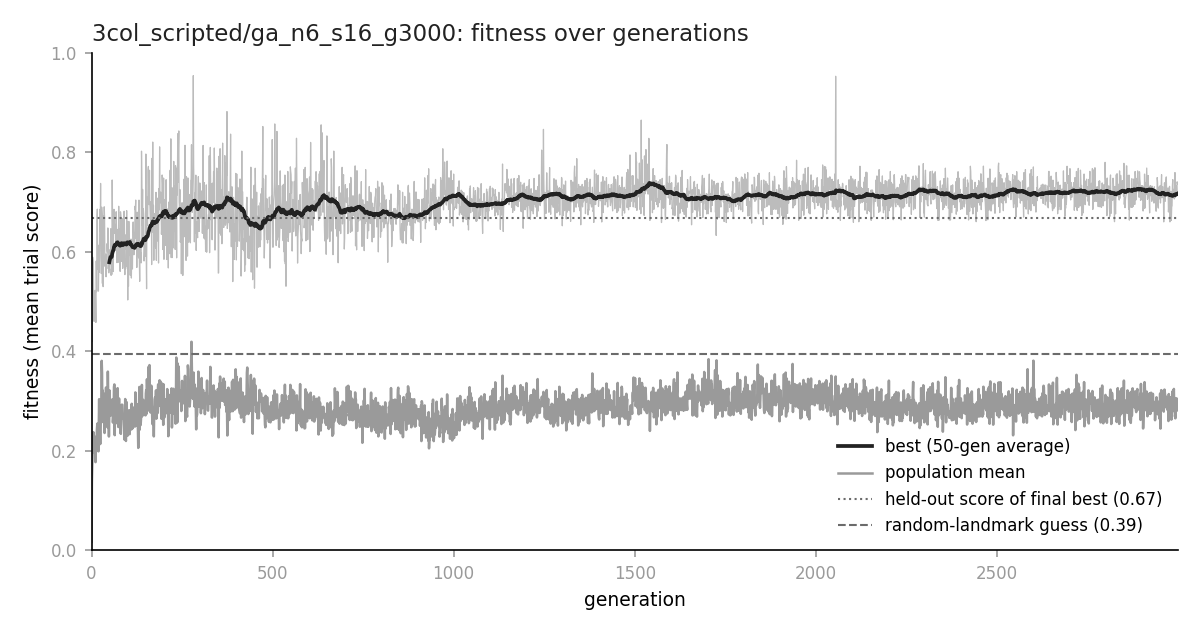 3col_scripted/ga_n6_s16_g3000: fitness over generations
fitness (mean trial score)
1.0
0.8
0.6
0.4
0.2
0.0
best (50-gen average)
population mean
held-out score of final best (0.67)
random-landmark guess (0.39)
0 500 1000 1500 2000 2500
generation